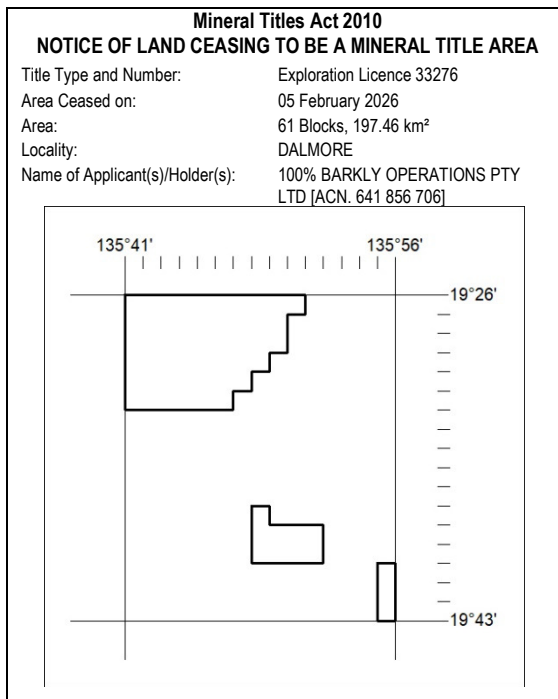 Mineral Titles Act 2010
NOTICE OF LAND CEASING TO BE A MINERAL TITLE AREA
Title Type and Number: Exploration Licence 33276
Area Ceased on: 05 February 2026
Area: 61 Blocks, 197.46 km²
Locality: DALMORE
Name of Applicant(s)/Holder(s): 100% BARKLY OPERATIONS PTY
LTD [ACN. 641 856 706]
135°41' 135°56'
19°26'
19°43'